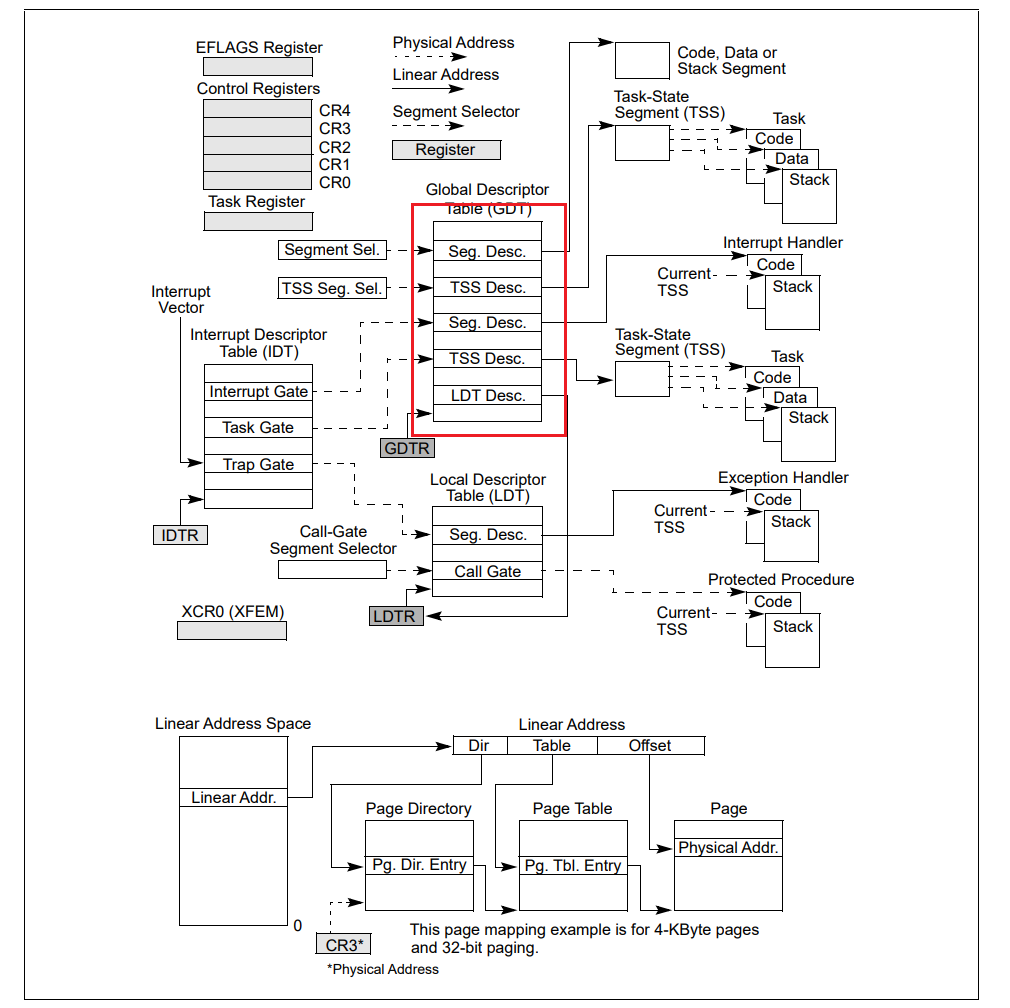 EFLAGS Register
Control Registers
CR4
CR3
CR2
CR1
CR0
Task Register
Physical Address
Linear Address
Segment Selector
Register
Code, Data or
Stack Segment
Task-State
Segment (TSS)
Task
Code
Data
Stack
Global Descriptor
Table (GDT)
Segment Sel.
Seg. Desc.
TSS Seg. Sel.
TSS Desc.
Seg. Desc.
TSS Desc.
LDT Desc.
GDTR
Interrupt Handler
Code
Current
TSS
Stack
Interrupt
Vector
Interrupt Descriptor
Table (IDT)
Interrupt Gate
Task Gate
Trap Gate
IDTR
Task-State
Segment (TSS)
Task
Code
Data
Stack
Local Descriptor
Table (LDT)
Seg. Desc.
Call-Gate
Segment Selector
Call Gate
LDTR
Exception Handler
Code
Current
TSS
Stack
Protected Procedure
Code
Current
TSS
Stack
XCR0 (XFEM)
Linear Address Space
Linear Addr.
0
Linear Address
Dir
Table
Offset
Page Directory
Pg. Dir. Entry
Page Table
Pg. Tbl. Entry
Page
Physical Addr.
CR3*
*Physical Address
This page mapping example is for 4-KByte pages
and 32-bit paging.